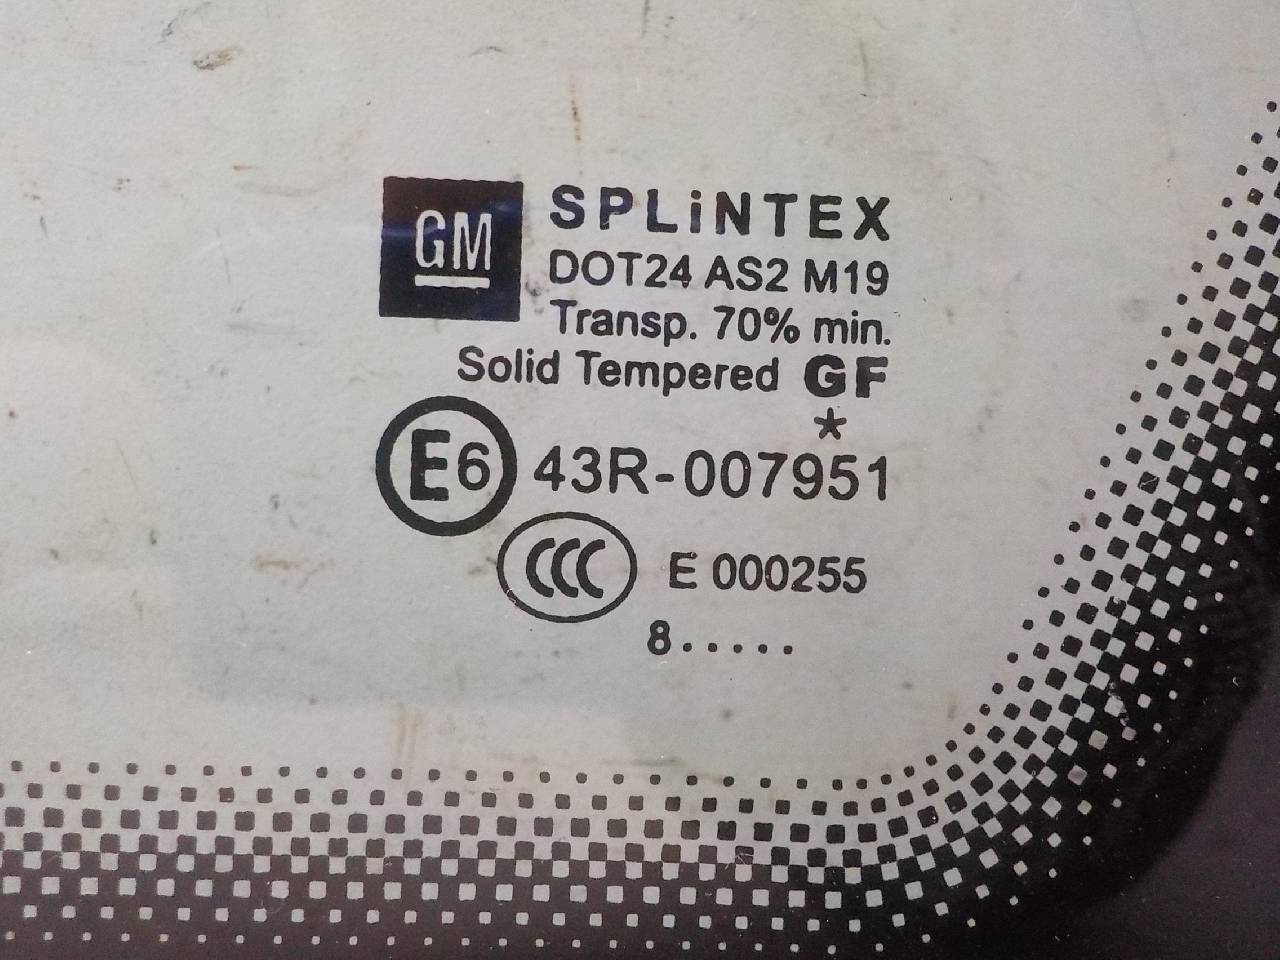 GM SPLiNTEX
DOT24 AS2 M19
Transp. 70% min.
Solid Tempered GF
*
E6 43R-007951
CCC E 000255
8.....